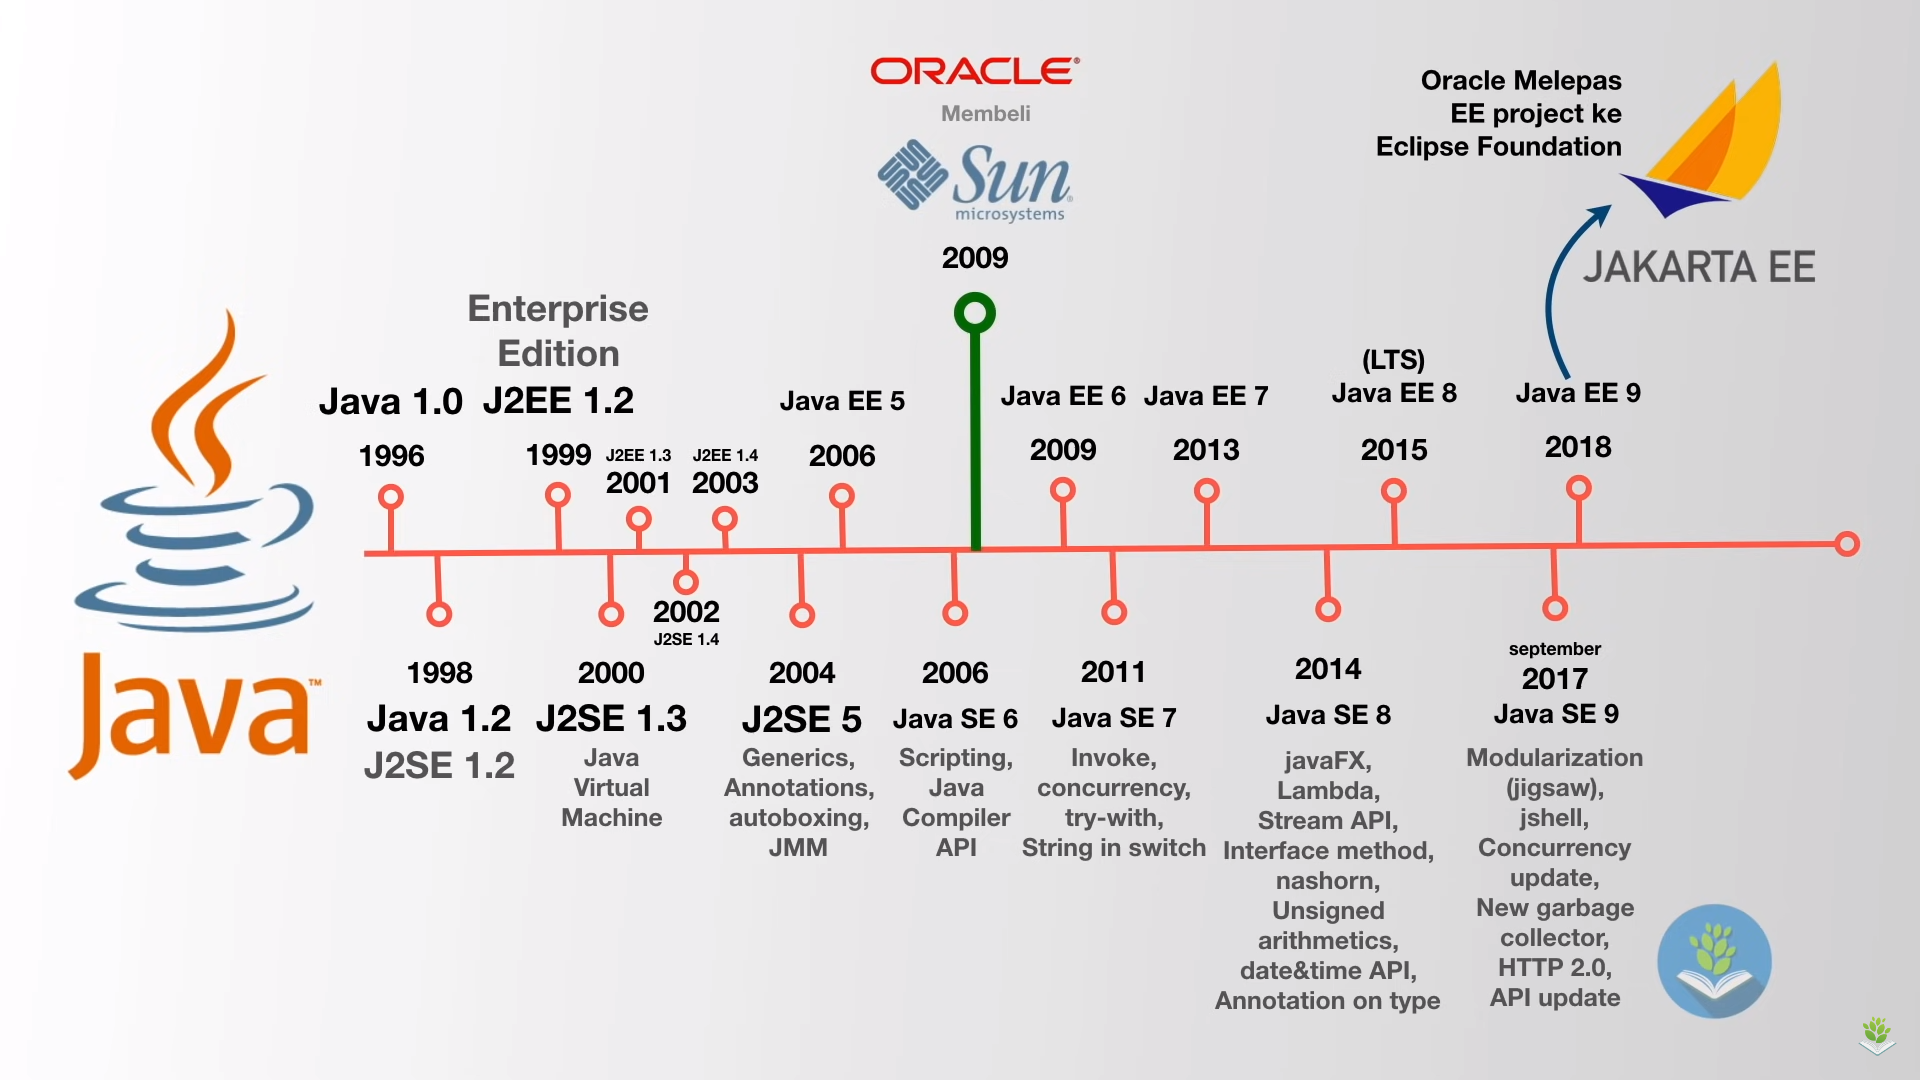 ORACLE
Membeli
Sun
microsystems
2009
Oracle Melepas
EE project ke
Eclipse Foundation
JAKARTA EE
Java™
Enterprise
Edition
Java 1.0
1996
J2EE 1.2
1999
J2EE 1.3
2001
J2EE 1.4
2003
Java EE 5
2006
Java EE 6
2009
Java EE 7
2013
(LTS)
Java EE 8
2015
Java EE 9
2018
1998
Java 1.2
J2SE 1.2
2000
J2SE 1.3
Java
Virtual
Machine
2002
J2SE 1.4
2004
J2SE 5
Generics,
Annotations,
autoboxing,
JMM
2006
Java SE 6
Scripting,
Java
Compiler
API
2011
Java SE 7
Invoke,
concurrency,
try-with,
String in switch
2014
Java SE 8
javaFX,
Lambda,
Stream API,
Interface method,
nashorn,
Unsigned
arithmetics,
date&time API,
Annotation on type
september
2017
Java SE 9
Modularization
(jigsaw),
jshell,
Concurrency
update,
New garbage
collector,
HTTP 2.0,
API update